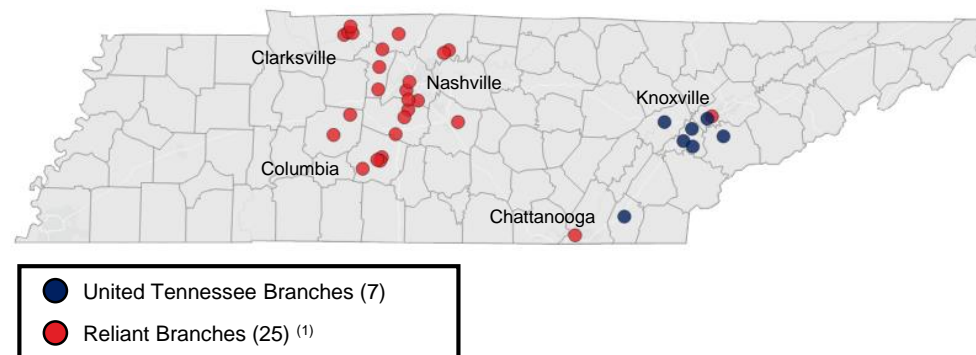 Clarksville
Nashville
Knoxville
Columbia
Chattanooga
United Tennessee Branches (7)
Reliant Branches (25) (1)